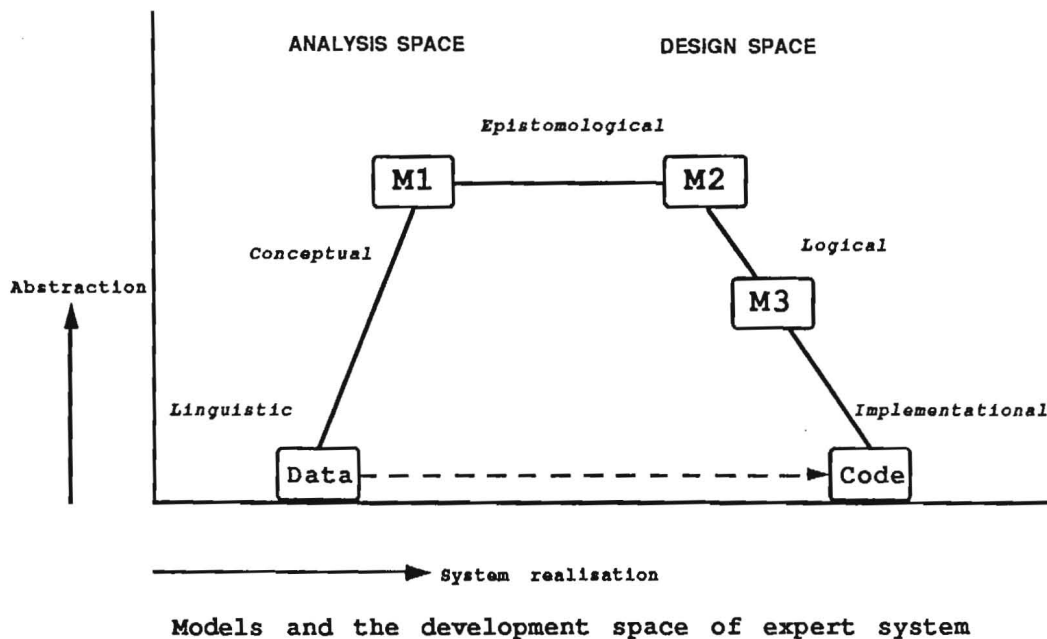 ANALYSIS SPACE
DESIGN SPACE
Epistomological
M1
M2
Conceptual
Logical
Abstraction
M3
Linguistic
Implementational
Data
Code
System realisation
Models and the development space of expert system